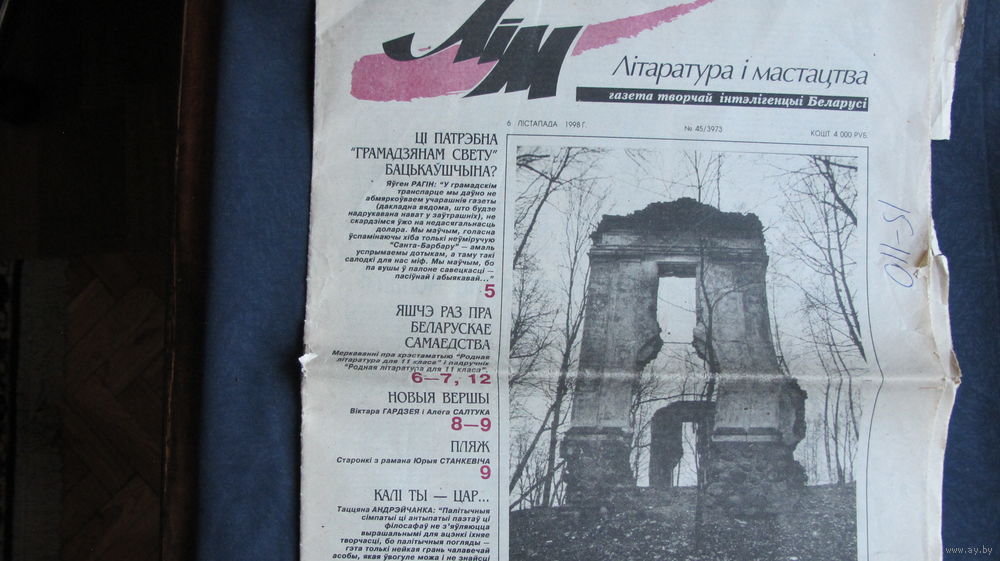 Лім
Літаратура і мастацтва
газета творчай інтэлігенцыі Беларусі
6 ЛІСТАПАДА 1998 Г.
№ 45/3973
КОШТ 4 000 РУБ.
ЦІ ПАТРЭБНА
"ГРАМАДЗЯНАМ СВЕТУ"
БАЦЬКАЎШЧЫНА?
Яўген РАГІН: "У грамадскім
транспарце мы даўно не
абмяркоўваем учарашнія газеты
(дакладна вядома, што будзе
надрукавана нават у заўтрашніх), не
скардзімся ўжо на недасягальнасць
долара. Мы маўчым, голасна
ўспамінаючы хіба толькі неўміручую
"Санта-Барбару" — амаль
успрымаемы дотыкам, а таму такі
салодкі для нас міф. Мы маўчым, бо
па вушы ў палоне савецкасці —
пасіўнай і абыякавай..."
5
ЯШЧЭ РАЗ ПРА
БЕЛАРУСКАЕ
САМАЕДСТВА
Меркаванні пра хрэстаматыю "Родная
літаратура для 11 класа" і падручнік
"Родная літаратура для 11 класа".
6—7, 12
НОВЫЯ ВЕРШЫ
Віктара ГАРДЗЕЯ і Алега САЛТУКА
8—9
ПЛЯЖ
Старонкі з рамана Юрыя СТАНКЕВІЧА
9
КАЛІ ТЫ — ЦАР...
Таццяна АНДРЭЙЧАНКА: "Палітычныя
сімпатыі ці антыпатыі паэтаў ці
філосафаў не з'яўляюцца
вырашальнымі для ацэнкі іхняе
творчасці, бо палітычныя погляды —
гэта толькі нейкая грань чалавечай
асобы, якая ўвогуле можа і не знайсці
www.ay.by